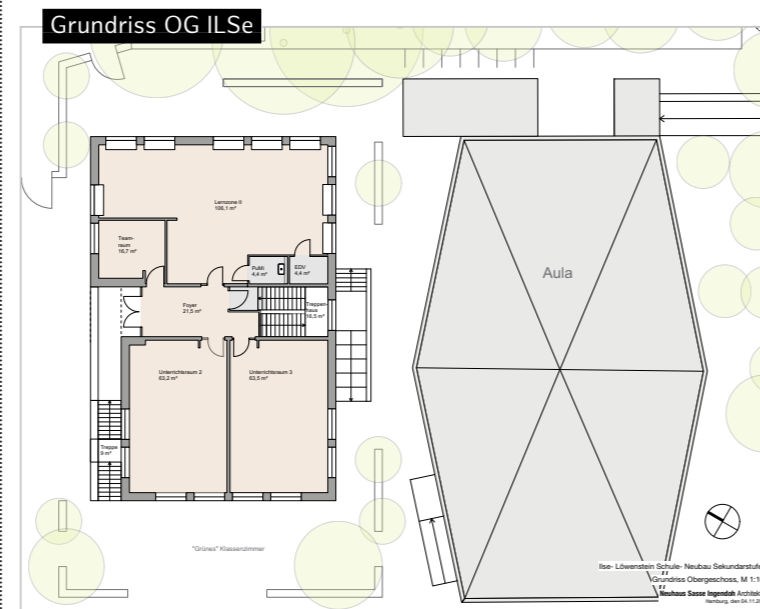 Grundriss OG ILSe
Lernzone II
106,1 m²
Team-
raum
16,7 m²
PuMi
4,4 m²
EDV
4,4 m²
Aula
Foyer
21,5 m²
Treppen-
haus
16,5 m²
Unterrichtsraum 2
63,2 m²
Unterrichtsraum 3
63,5 m²
Treppe
9 m²
"Grünes" Klassenzimmer
Ilse- Löwenstein Schule- Neubau Sekundarstufe
Grundriss Obergeschoss, M 1:1
Neuhaus Sasse Ingendoh Architek
Hamburg, den 04.11.2